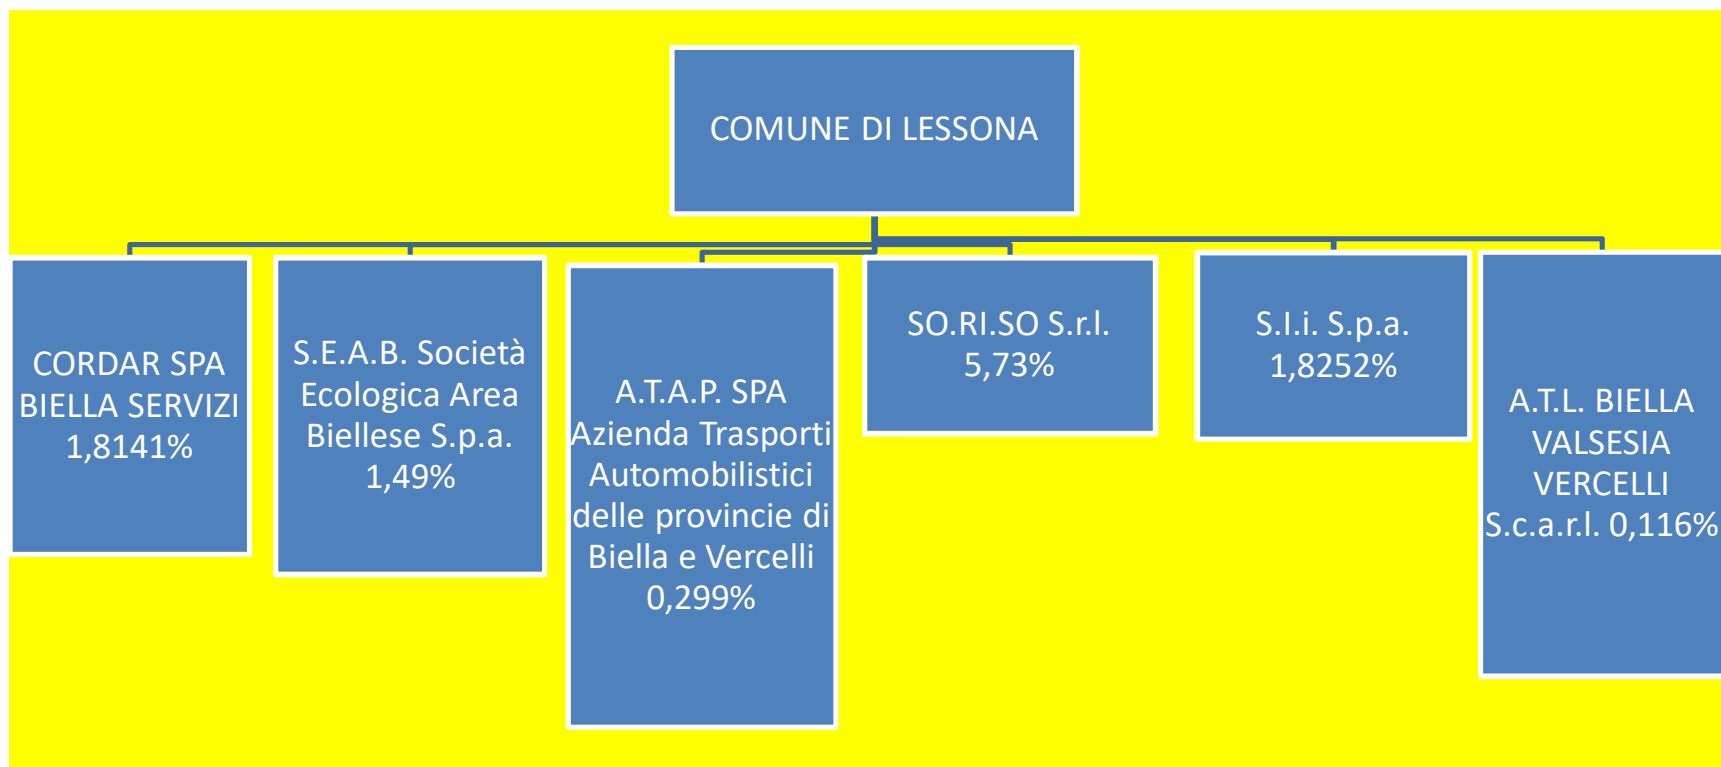 COMUNE DI LESSONA
CORDAR SPA
BIELLA SERVIZI
1,8141%
S.E.A.B. Società
Ecologica Area
Biellese S.p.a.
1,49%
A.T.A.P. SPA
Azienda Trasporti
Automobilistici
delle provincie di
Biella e Vercelli
0,299%
SO.RI.SO S.r.l.
5,73%
S.I.i. S.p.a.
1,8252%
A.T.L. BIELLA
VALSESIA
VERCELLI
S.c.a.r.l. 0,116%